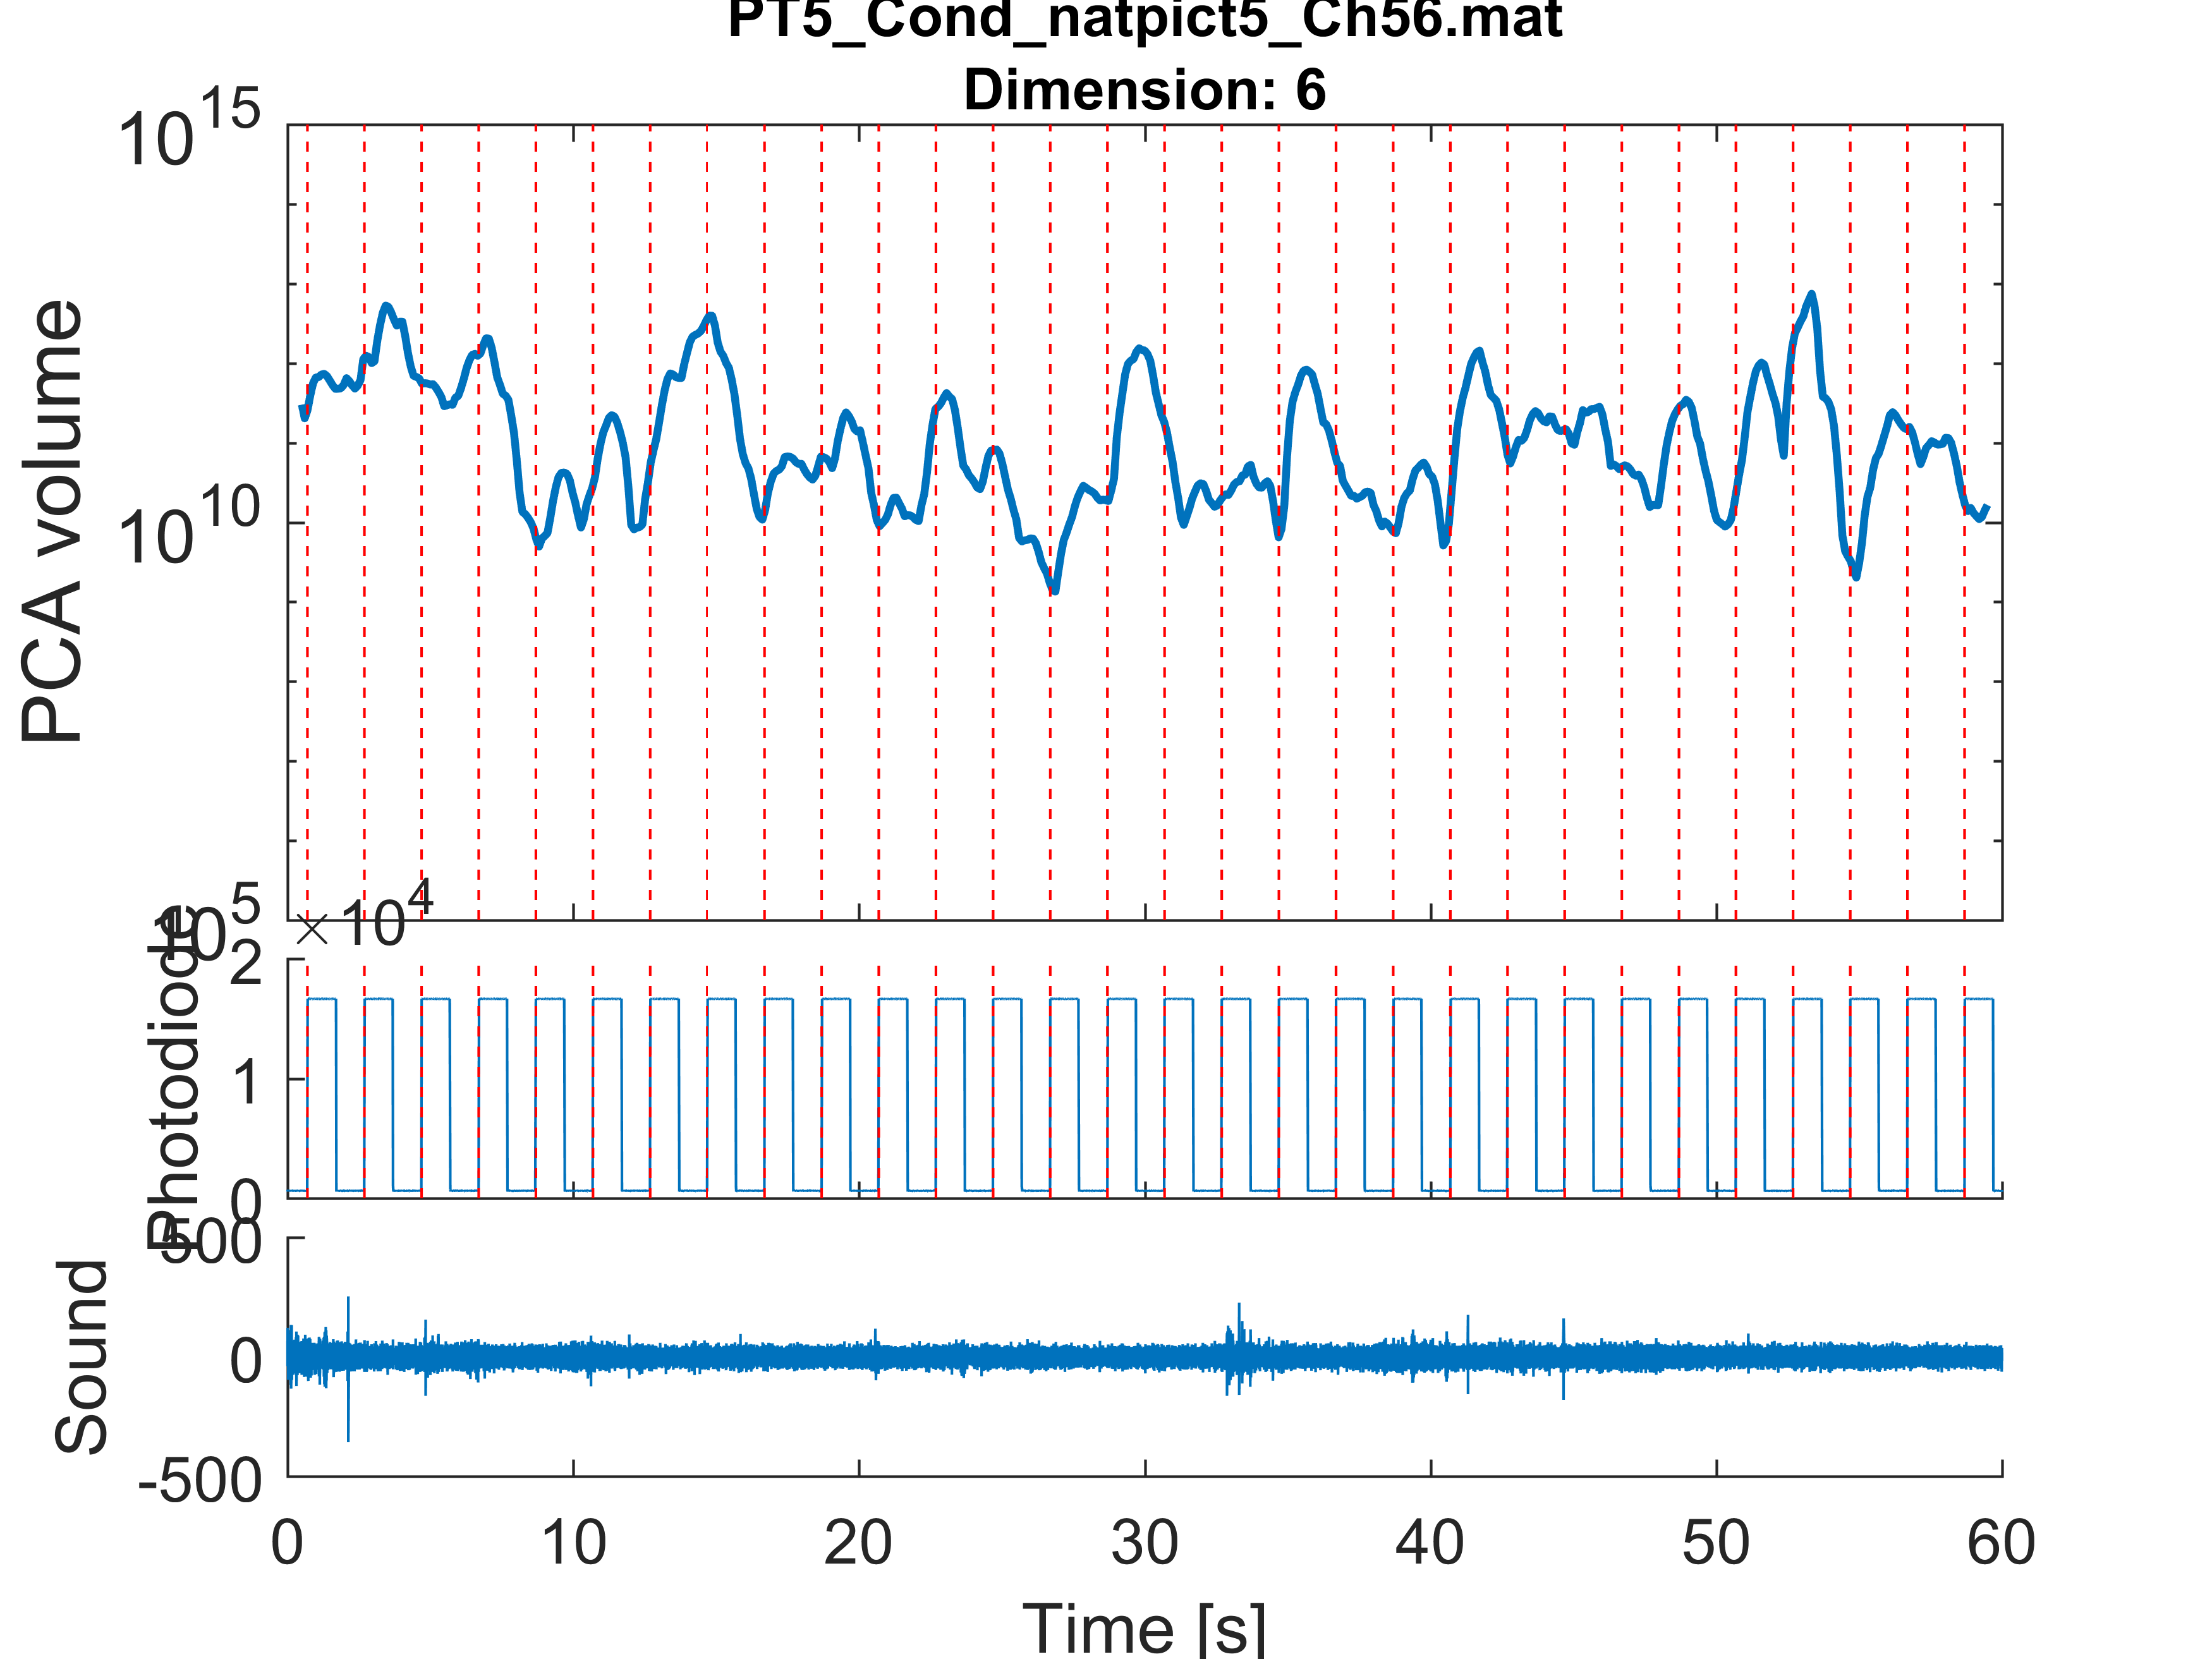 PT5_Cond_natpict5_Ch56.mat
Dimension: 6
PCA volume
10^15
10^10
10^5
×10^4
Photodiode
2
1
0
Sound
500
0
-500
0 10 20 30 40 50 60
Time [s]